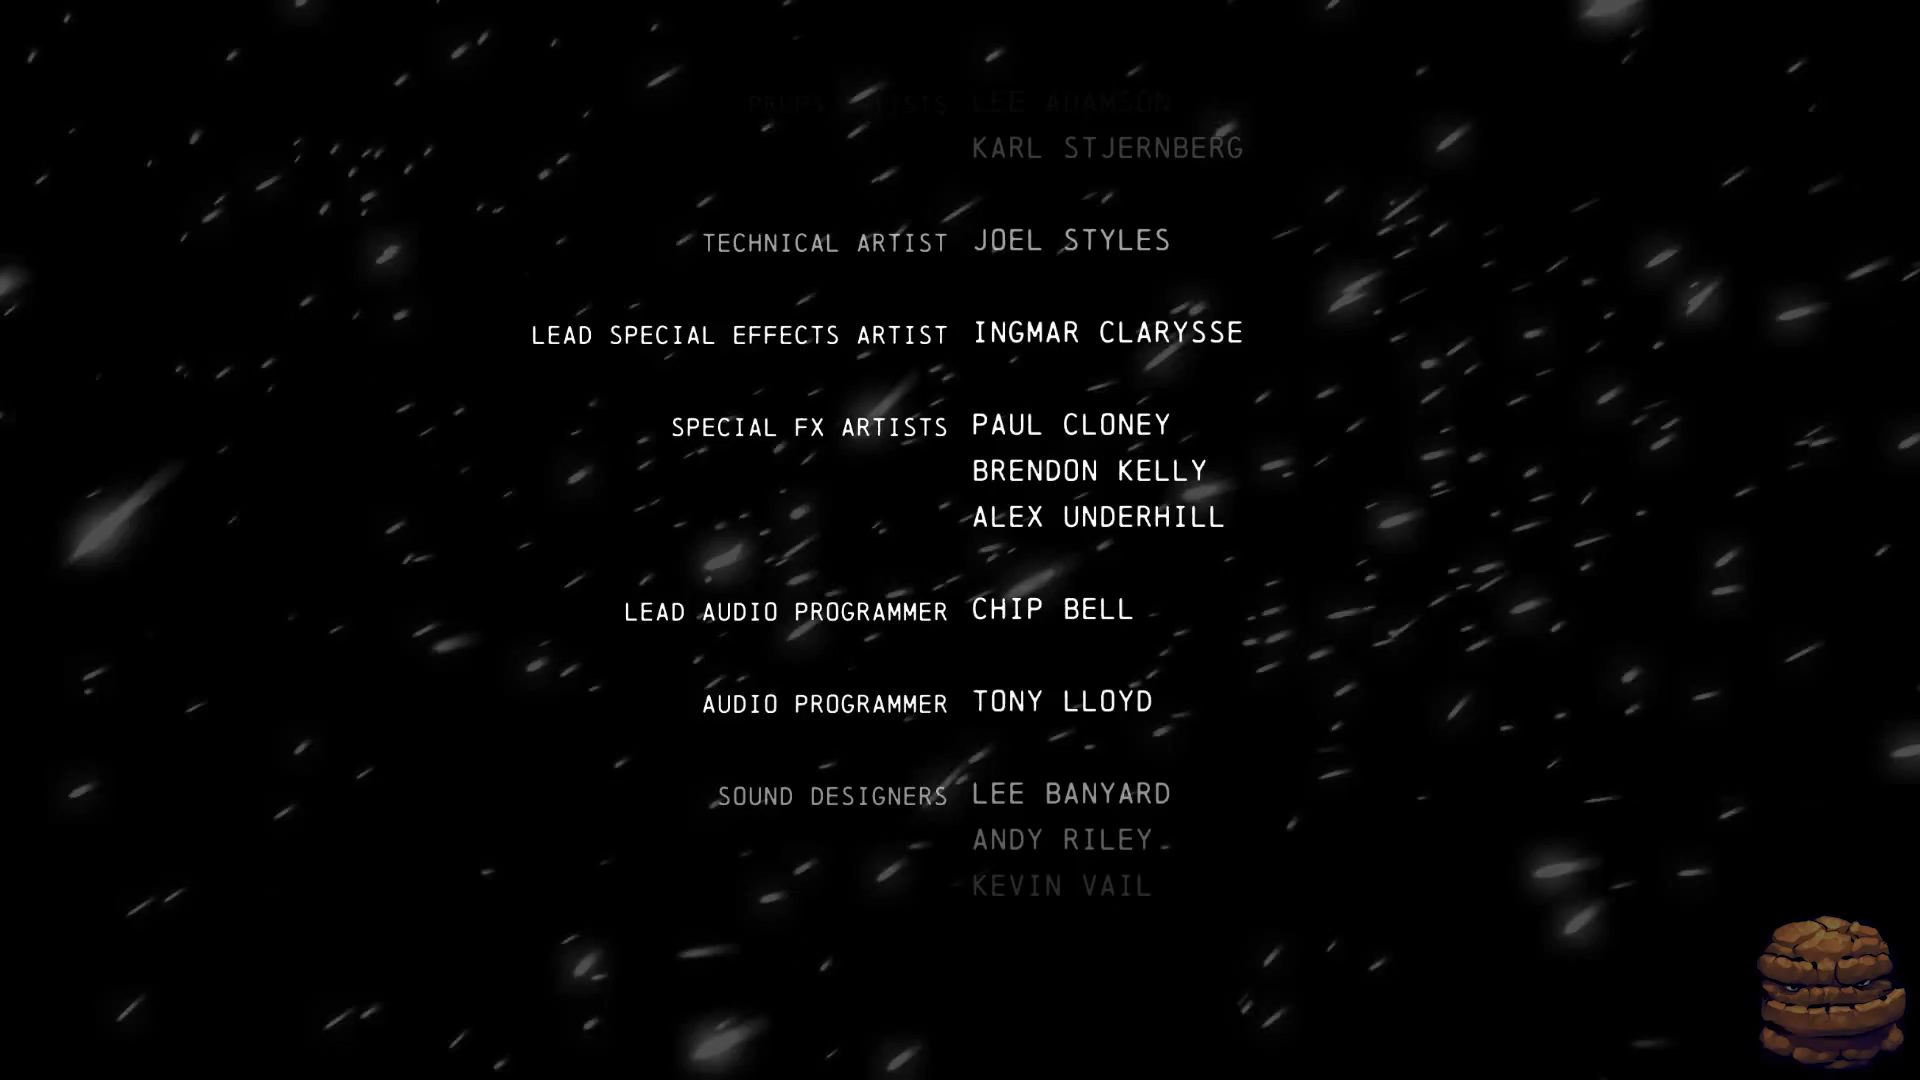 LEE ADAMSON
KARL STJERNBERG
TECHNICAL ARTIST JOEL STYLES
LEAD SPECIAL EFFECTS ARTIST INGMAR CLARYSSE
SPECIAL FX ARTISTS PAUL CLONEY
BRENDON KELLY
ALEX UNDERHILL
LEAD AUDIO PROGRAMMER CHIP BELL
AUDIO PROGRAMMER TONY LLOYD
SOUND DESIGNERS LEE BANYARD
ANDY RILEY
KEVIN VAIL